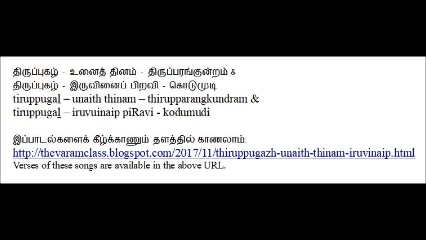 திருப்புகழ் - உனைத் தினம் - திருப்பரங்குன்றம் &
திருப்புகழ் - இருவினைப் பிறவி - கொடுமுடி
tiruppugal – unaith thinam – thirupparangkundram &
tiruppugal – iruvuinaip piRavi - kodumudi
இப்பாடல்களைக் கீழ்க்காணும் தளத்தில் காணலாம்:
http://thevaramclass.blogspot.com/2017/11/thiruppugazh-unaith-thinam-iruvinaip.html
Verses of these songs are available in the above URL.